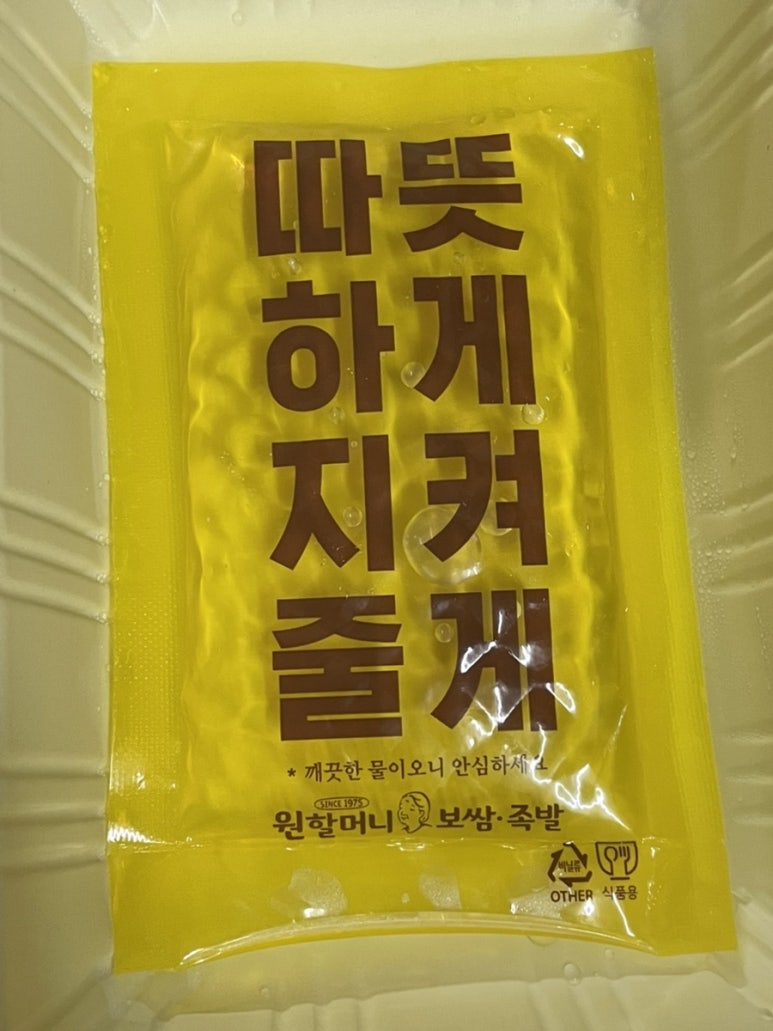 따뜻
하게
지켜
줄게
* 깨끗한 물이오니 안심하세요
SINCE 1975
원할머니 보쌈·족발
비닐류
OTHER
식품용